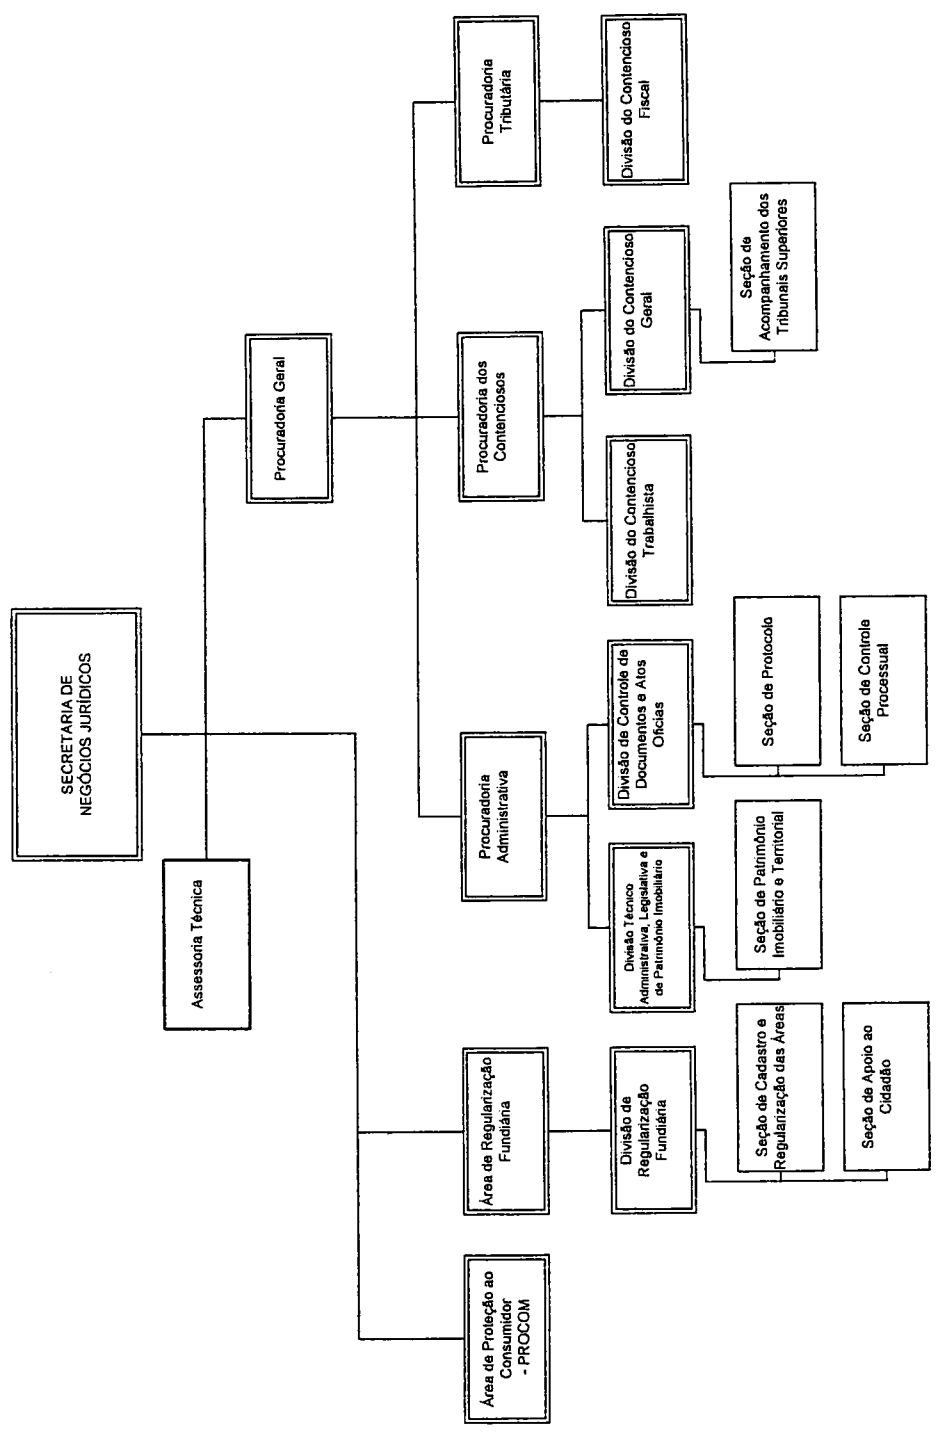 SECRETARIA DE
NEGÓCIOS JURÍDICOS
Assessoria Técnica
Procuradoria Geral
Área de Proteção ao
Consumidor
- PROCOM
Área de Regularização
Fundiária
Procuradoria
Administrativa
Procuradoria dos
Contenciosos
Procuradoria
Tributária
Divisão de
Regularização
Fundiária
Divisão Técnico
Administrativa, Legislativa e
de Patrimônio Imobiliário
Divisão de Controle de
Documentos e Atos
Oficias
Divisão do Contencioso
Trabalhista
Divisão do Contencioso
Geral
Divisão do Contencioso
Fiscal
Seção de Cadastro e
Regularização das Áreas
Seção de Patrimônio
Imobiliário e Territorial
Seção de Protocolo
Seção de
Acompanhamento dos
Tribunais Superiores
Seção de Apoio ao
Cidadão
Seção de Controle
Processual